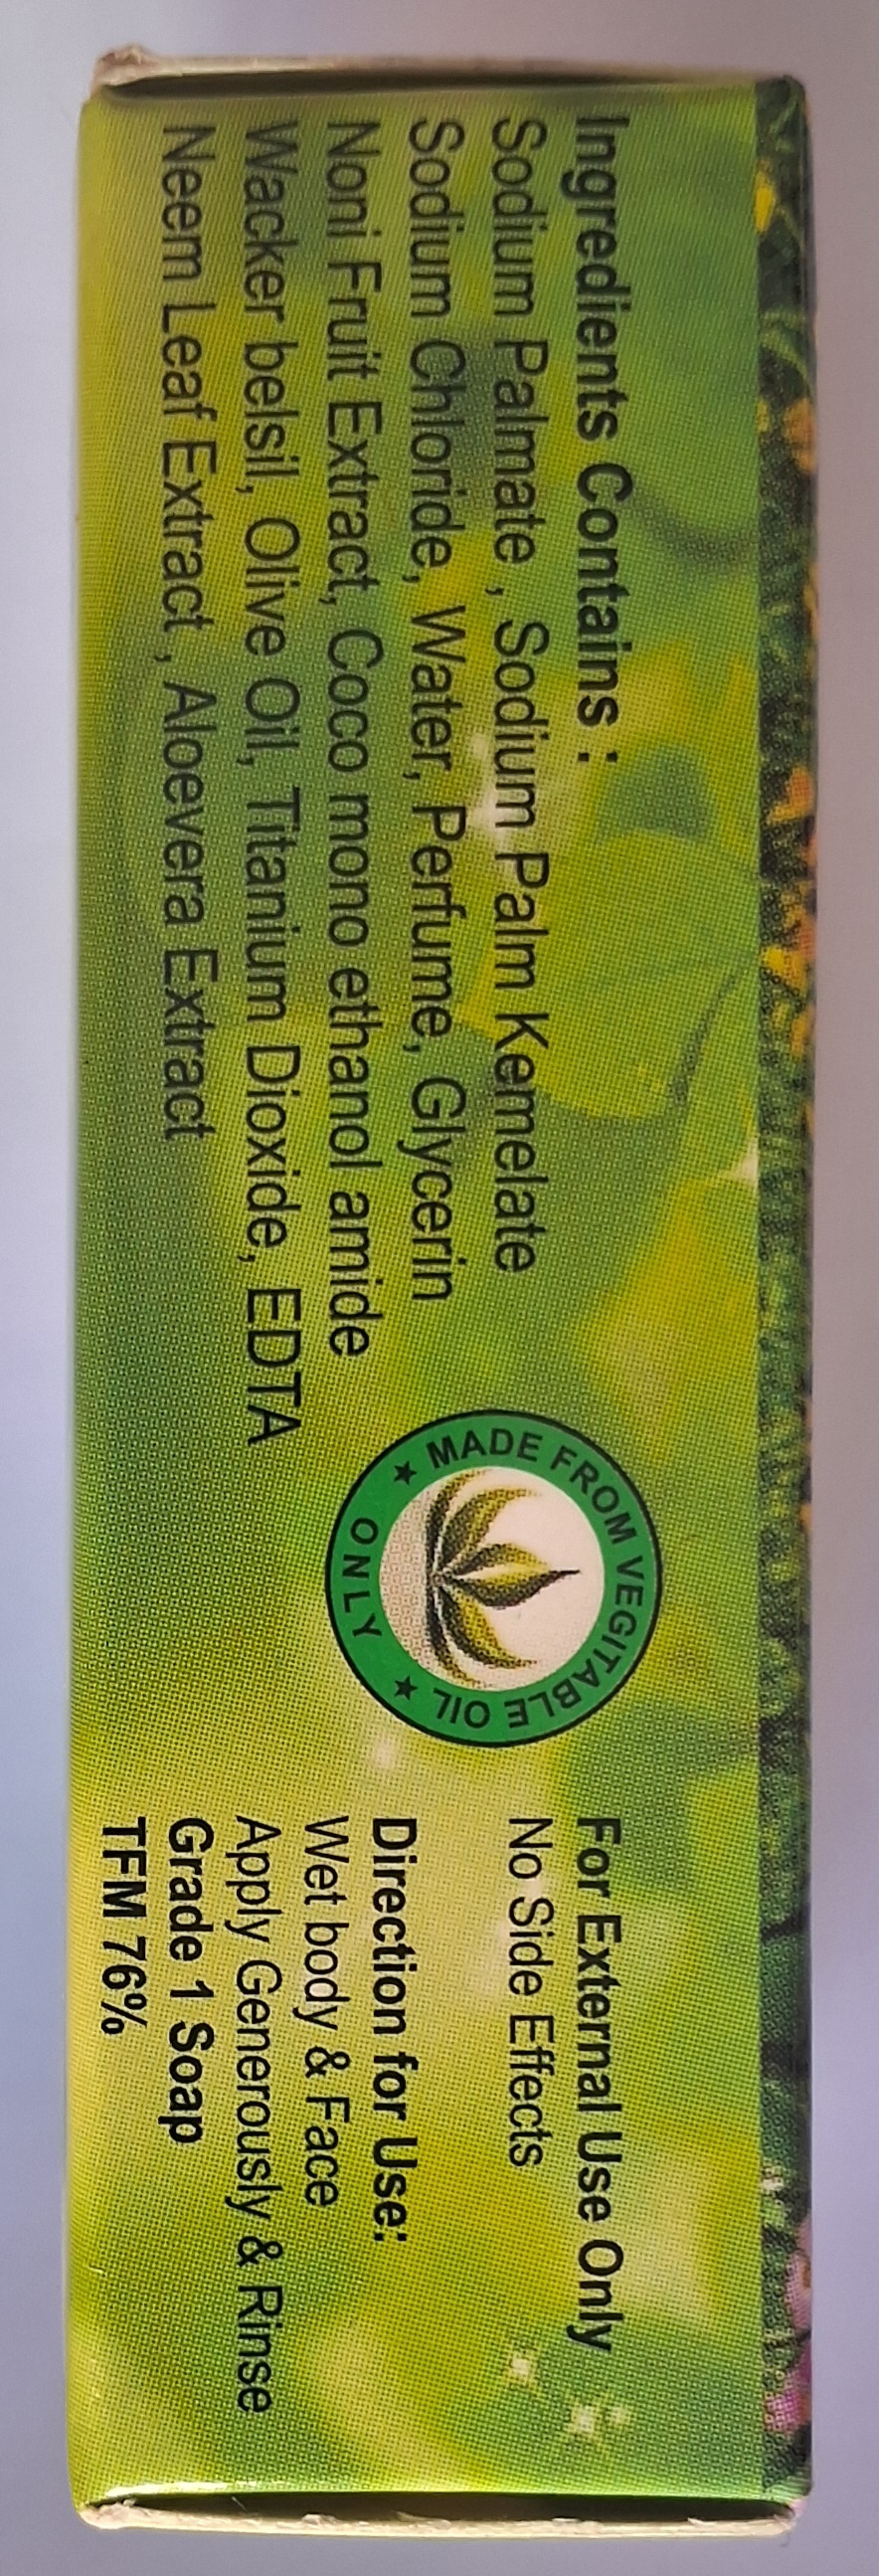 Ingredients Contains :
Sodium Palmate , Sodium Palm Kemelate
Sodium Chloride, Water, Perfume, Glycerin
Noni Fruit Extract, Coco mono ethanol amide
Wacker belsil, Olive Oil, Titanium Dioxide, EDTA
Neem Leaf Extract , Aloevera Extract
MADE FROM VEGITABLE OIL
ONLY
For External Use Only
No Side Effects
Direction for Use:
Wet body & Face
Apply Generously & Rinse
Grade 1 Soap
TFM 76%